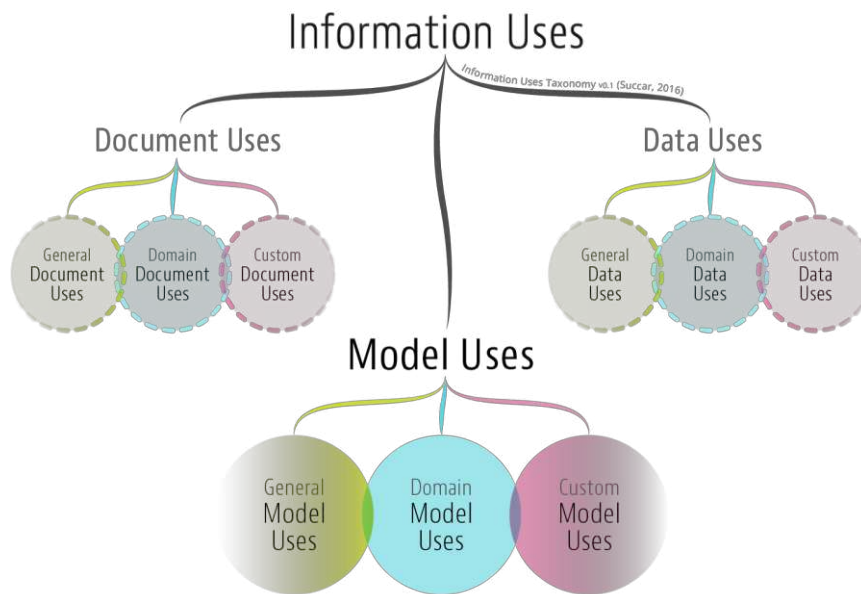 Information Uses
Information Uses Taxonomy v0.1 (Succar, 2016)
Document Uses
Data Uses
General
Document
Uses
Domain
Document
Uses
Custom
Document
Uses
General
Data
Uses
Domain
Data
Uses
Custom
Data
Uses
Model Uses
General
Model
Uses
Domain
Model
Uses
Custom
Model
Uses